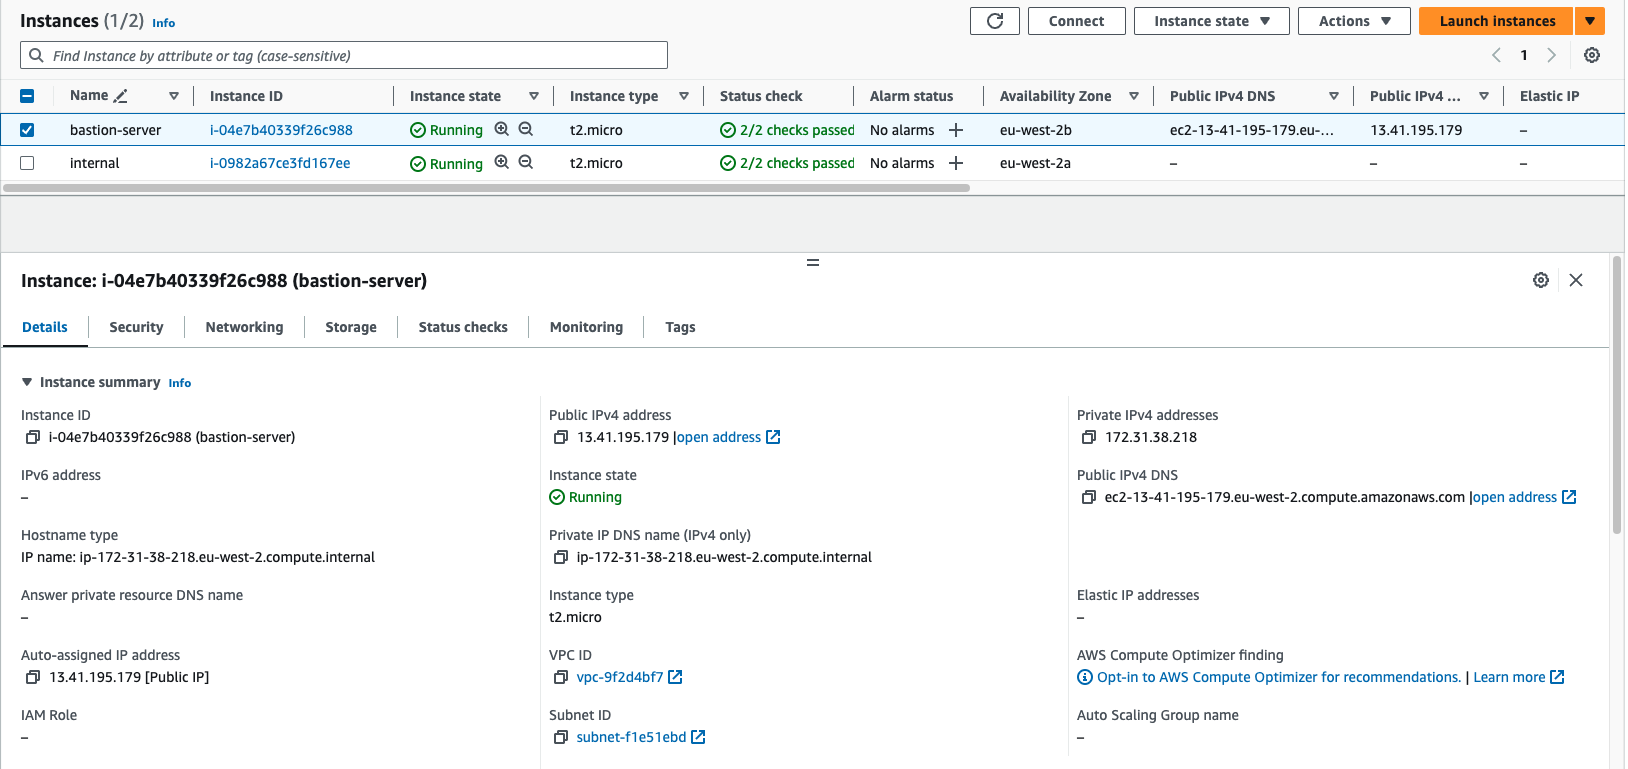 Instances (1/2) Info
Connect
Instance state
Actions
Launch instances
Find Instance by attribute or tag (case-sensitive)
1
Name Instance ID Instance state Instance type Status check Alarm status Availability Zone Public IPv4 DNS Public IPv4 ... Elastic IP
bastion-server i-04e7b40339f26c988 Running t2.micro 2/2 checks passed No alarms eu-west-2b ec2-13-41-195-179.eu-... 13.41.195.179 –
internal i-0982a67ce3fd167ee Running t2.micro 2/2 checks passed No alarms eu-west-2a – – –
Instance: i-04e7b40339f26c988 (bastion-server)
Details Security Networking Storage Status checks Monitoring Tags
Instance summary Info
Instance ID
i-04e7b40339f26c988 (bastion-server)
Public IPv4 address
13.41.195.179 |open address
Private IPv4 addresses
172.31.38.218
IPv6 address
–
Instance state
Running
Public IPv4 DNS
ec2-13-41-195-179.eu-west-2.compute.amazonaws.com |open address
Hostname type
IP name: ip-172-31-38-218.eu-west-2.compute.internal
Private IP DNS name (IPv4 only)
ip-172-31-38-218.eu-west-2.compute.internal
Answer private resource DNS name
–
Instance type
t2.micro
Elastic IP addresses
–
Auto-assigned IP address
13.41.195.179 [Public IP]
VPC ID
vpc-9f2d4bf7
AWS Compute Optimizer finding
Opt-in to AWS Compute Optimizer for recommendations. | Learn more
IAM Role
–
Subnet ID
subnet-f1e51ebd
Auto Scaling Group name
–